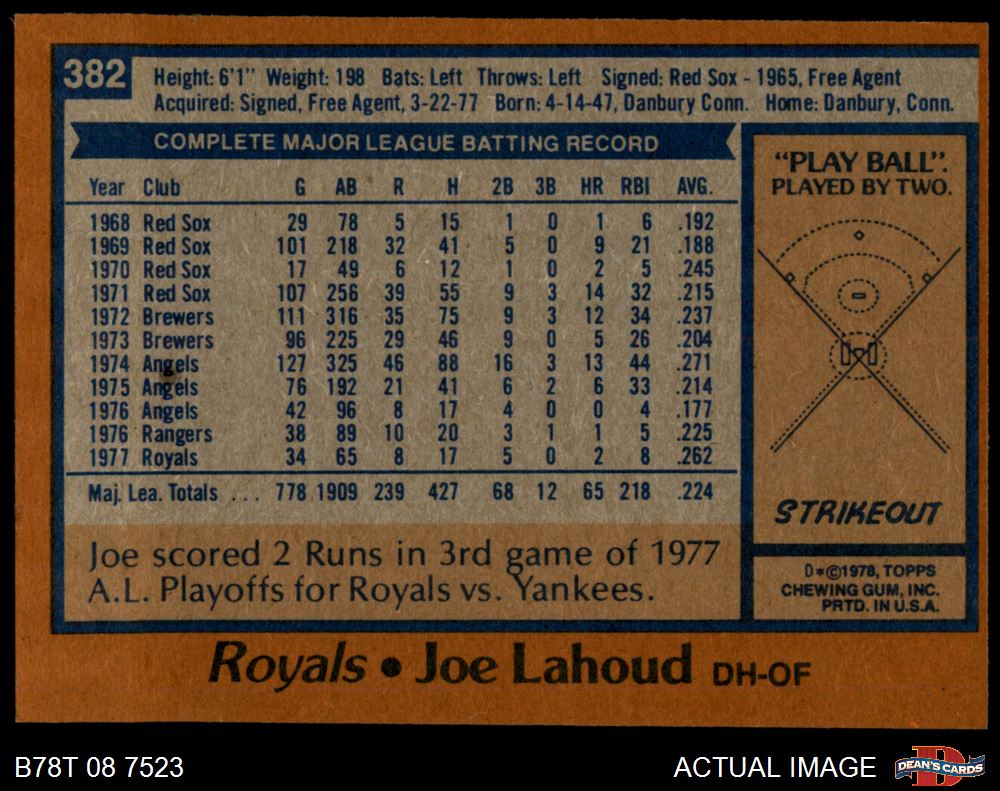 382
Height: 6'1" Weight: 198 Bats: Left Throws: Left Signed: Red Sox - 1965, Free Agent
Acquired: Signed, Free Agent, 3-22-77 Born: 4-14-47, Danbury Conn. Home: Danbury, Conn.
COMPLETE MAJOR LEAGUE BATTING RECORD
Year Club G AB R H 2B 3B HR RBI AVG.
1968 Red Sox 29 78 5 15 1 0 1 6 .192
1969 Red Sox 101 218 32 41 5 0 9 21 .188
1970 Red Sox 17 49 6 12 1 0 2 5 .245
1971 Red Sox 107 256 39 55 9 3 14 32 .215
1972 Brewers 111 316 35 75 9 3 12 34 .237
1973 Brewers 96 225 29 46 9 0 5 26 .204
1974 Angels 127 325 46 88 16 3 13 44 .271
1975 Angels 76 192 21 41 6 2 6 33 .214
1976 Angels 42 96 8 17 4 0 0 4 .177
1976 Rangers 38 89 10 20 3 1 1 5 .225
1977 Royals 34 65 8 17 5 0 2 8 .262
Maj. Lea. Totals . . . 778 1909 239 427 68 12 65 218 .224
Joe scored 2 Runs in 3rd game of 1977
A.L. Playoffs for Royals vs. Yankees.
"PLAY BALL".
PLAYED BY TWO.
STRIKEOUT
D*©1978, TOPPS
CHEWING GUM, INC.
PRTD. IN U.S.A.
Royals • Joe Lahoud DH-OF
B78T 08 7523
ACTUAL IMAGE
D
DEAN'S CARDS